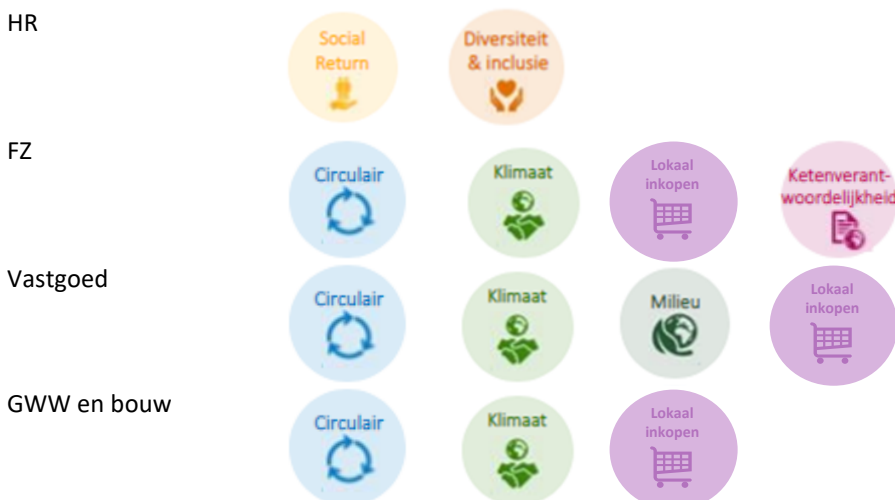 HR
Social
Return
Diversiteit
& inclusie
FZ
Circulair
Klimaat
Lokaal
inkopen
Ketenverant-
woordelijkheid
Vastgoed
Circulair
Klimaat
Milieu
Lokaal
inkopen
GWW en bouw
Circulair
Klimaat
Lokaal
inkopen